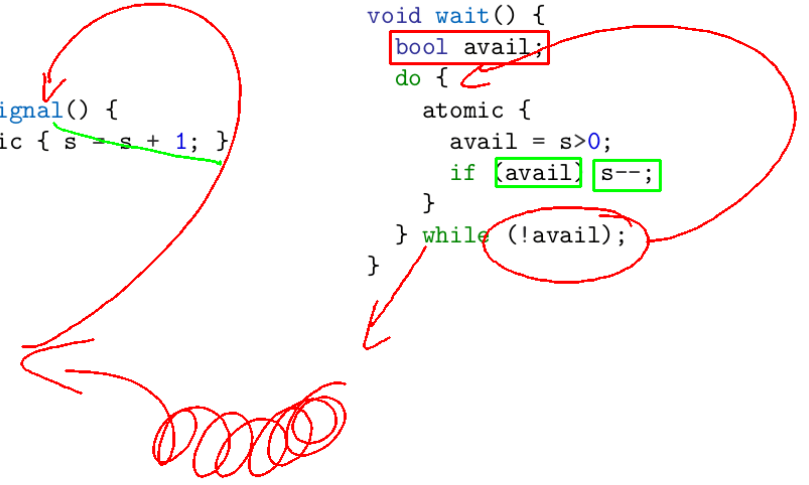 ignal() {
ic { s = s + 1; }
void wait() {
bool avail;
do {
atomic {
avail = s>0;
if (avail) s--;
}
} while (!avail);
}